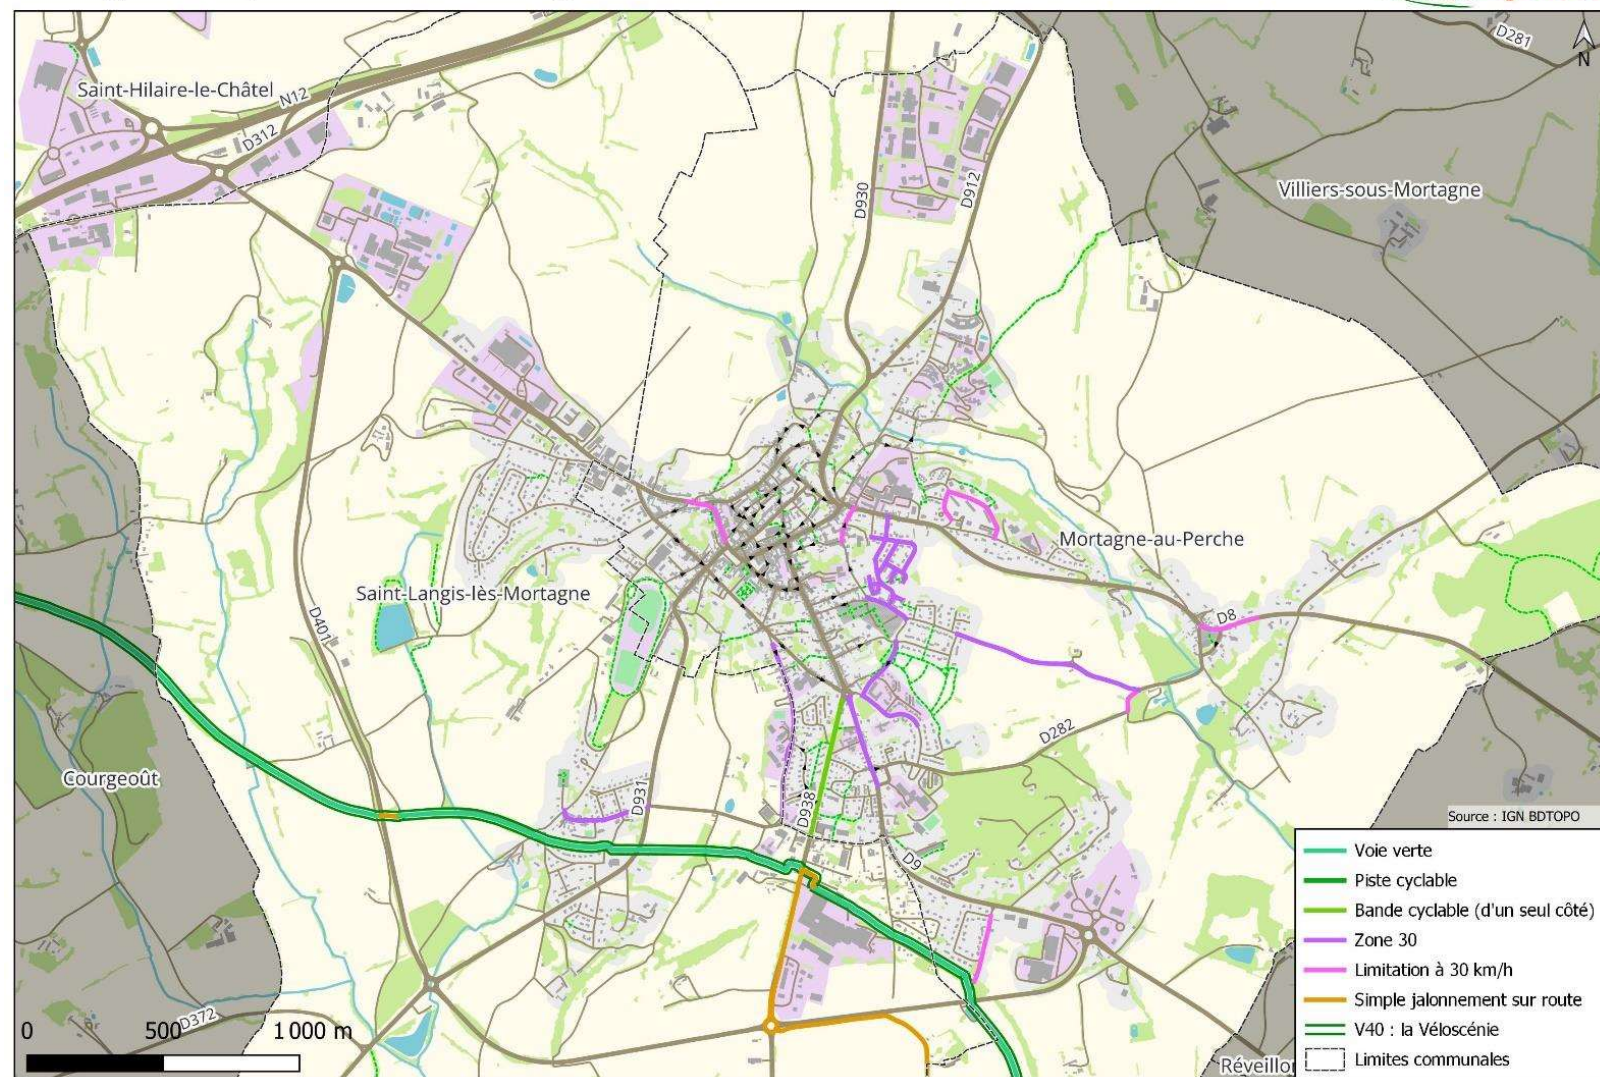 D281
N
Saint-Hilaire-le-Châtel
N12
D312
D930
D912
Villiers-sous-Mortagne
Mortagne-au-Perche
Saint-Langis-lès-Mortagne
D401
D8
D282
Courgeoût
D931
D938
D9
Source : IGN BDTOPO
Voie verte
Piste cyclable
Bande cyclable (d'un seul côté)
Zone 30
Limitation à 30 km/h
Simple jalonnement sur route
V40 : la Véloscénie
Limites communales
0 500 1 000 m
D372
Réveillon